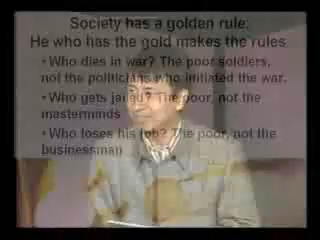 Society has a golden rule:
He who has the gold makes the rules
• Who dies in war? The poor soldiers,
not the politicians who initiated the war.
• Who gets jailed? The poor, not the
masterminds
• Who loses his job? The poor, not the
businessman